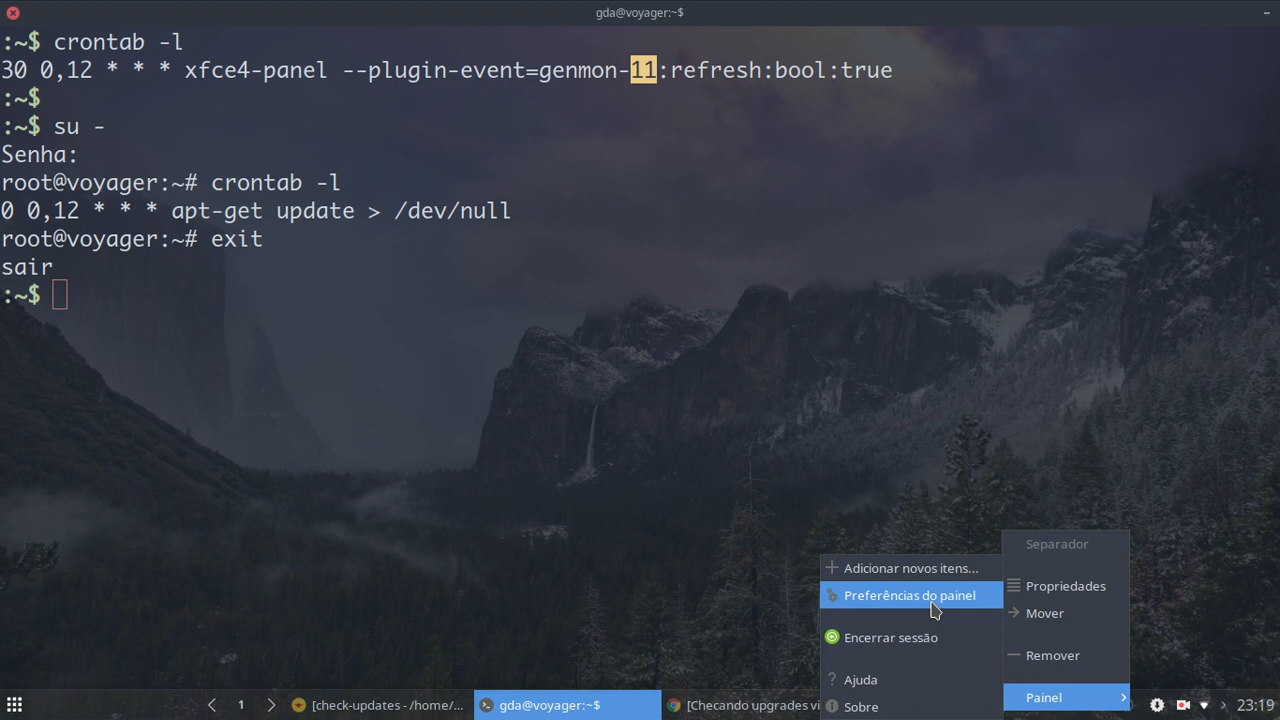 gda@voyager:~$
:~$ crontab -l
30 0,12 * * * xfce4-panel --plugin-event=genmon-11:refresh:bool:true
:~$
:~$ su -
Senha:
root@voyager:~# crontab -l
0 0,12 * * * apt-get update > /dev/null
root@voyager:~# exit
sair
:~$
Separador
Propriedades
Mover
Remover
Painel
Adicionar novos itens...
Preferências do painel
Encerrar sessão
Ajuda
Sobre
1
[check-updates - /home/...
gda@voyager:~$
[Checando upgrades vi
23:19